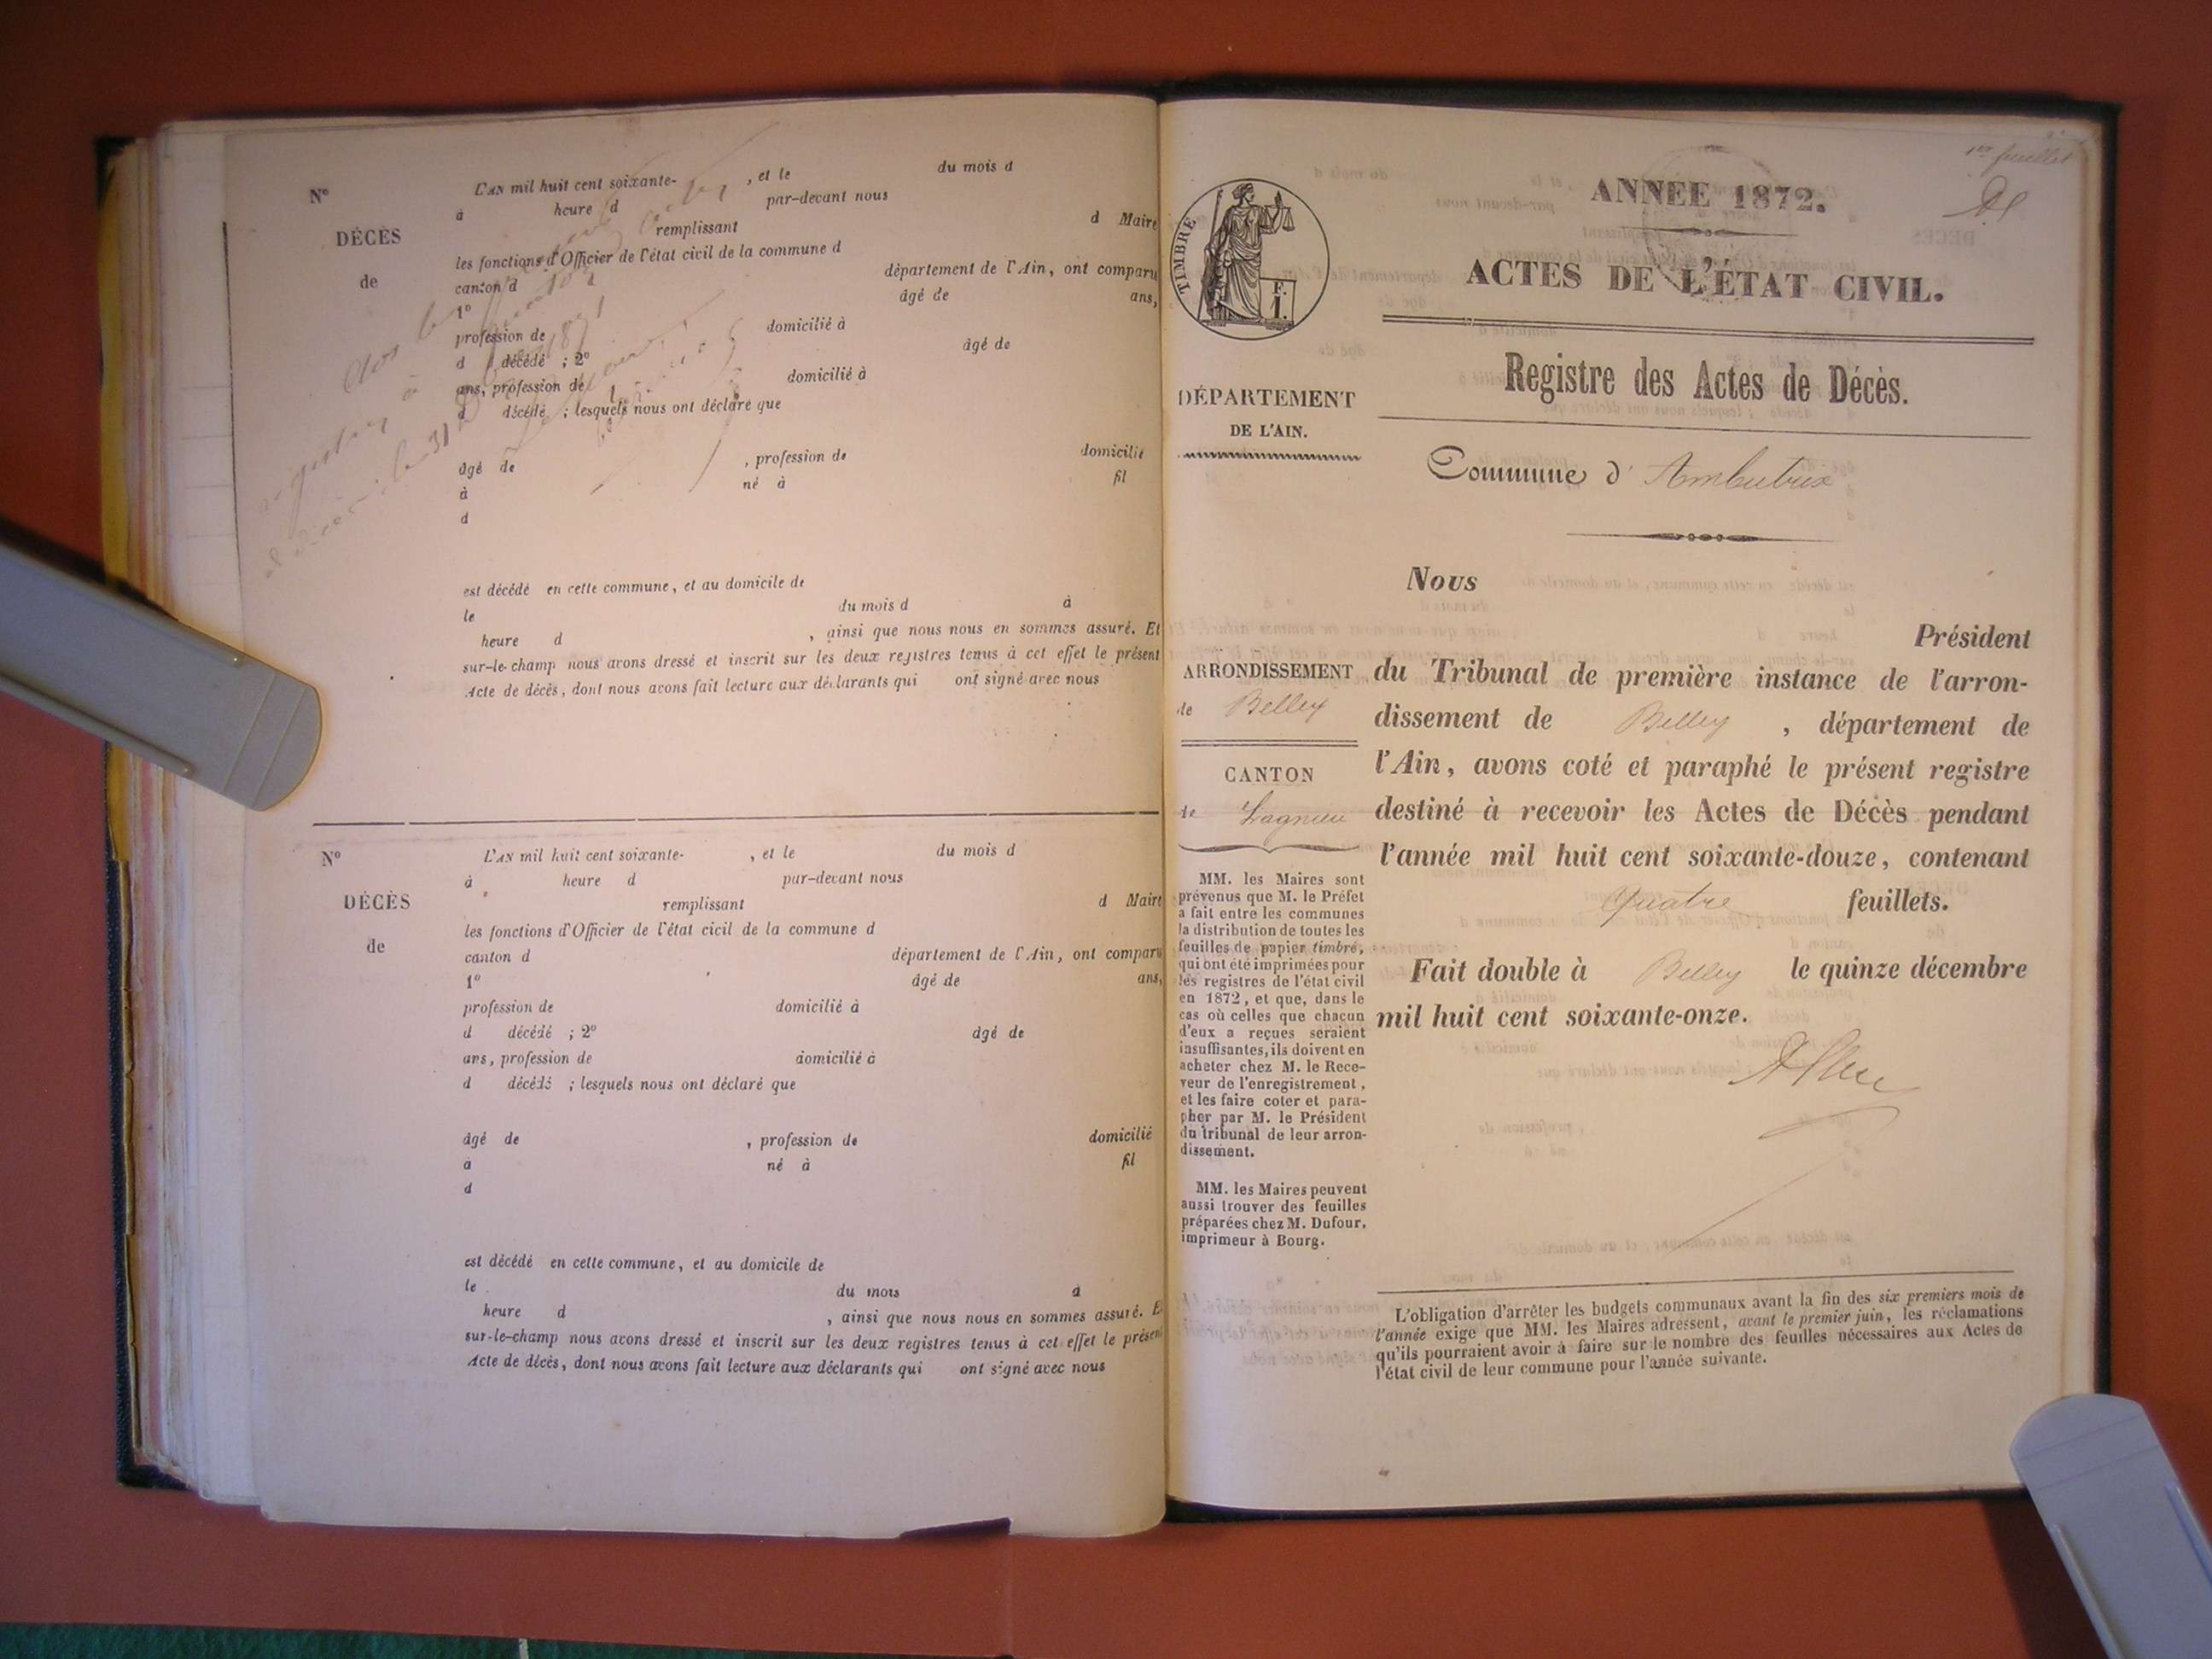 N°
DÉCÈS
de
L'AN mil huit cent soixante- , et le du mois d
à heure d par-devant nous
remplissant d Maire
les fonctions d'Officier de l'état civil de la commune d
canton d département de l'Ain, ont comparu
1° âgé de ans,
profession de domicilié à
d décédé ; 2° âgé de
ans, profession de domicilié à
d décédé ; lesquels nous ont déclaré que
âgé de , profession de domicilié
à né à fil
d
est décédé en cette commune, et au domicile de
le du mois d à
heure d , ainsi que nous nous en sommes assuré. Et
sur-le-champ nous avons dressé et inscrit sur les deux registres tenus à cet effet le présent
Acte de décès, dont nous avons fait lecture aux déclarants qui ont signé avec nous
N°
DÉCÈS
de
L'AN mil huit cent soixante- , et le du mois d
à heure d par-devant nous
remplissant d Maire
les fonctions d'Officier de l'état civil de la commune d
canton d département de l'Ain, ont comparu
1° âgé de ans,
profession de domicilié à
d décédé ; 2° âgé de
ans, profession de domicilié à
d décédé ; lesquels nous ont déclaré que
âgé de , profession de domicilié
à né à fil
d
est décédé en cette commune, et au domicile de
le du mois à
heure d , ainsi que nous nous en sommes assuré. E
sur-le-champ nous avons dressé et inscrit sur les deux registres tenus à cet effet le présen
Acte de décès, dont nous avons fait lecture aux déclarants qui ont signé avec nous
1er feuillet
TIMBRE
F.
1.
DÉPARTEMENT
DE L'AIN.
ARRONDISSEMENT
de Belley
CANTON
de Lagnieu
MM. les Maires sont
prévenus que M. le Préfet
a fait entre les communes
la distribution de toutes les
feuilles de papier timbré,
qui ont été imprimées pour
les registres de l'état civil
en 1872, et que, dans le
cas où celles que chacun
d'eux a reçues seraient
insuffisantes, ils doivent en
acheter chez M. le Rece-
veur de l'enregistrement,
et les faire coter et para-
pher par M. le Président
du tribunal de leur arron-
dissement.
MM. les Maires peuvent
aussi trouver des feuilles
préparées chez M. Dufour,
imprimeur à Bourg.
ANNÉE 1872.
ACTES DE L'ÉTAT CIVIL.
Registre des Actes de Décès.
Commune d'Ambutrix
Nous
Président
du Tribunal de première instance de l'arron-
dissement de Belley , département de
l'Ain, avons coté et paraphé le présent registre
destiné à recevoir les Actes de Décès pendant
l'année mil huit cent soixante-douze, contenant
quatre feuillets.
Fait double à Belley le quinze décembre
mil huit cent soixante-onze.
L'obligation d'arrêter les budgets communaux avant la fin des six premiers mois de
l'année exige que MM. les Maires adressent, avant le premier juin, les réclamations
qu'ils pourraient avoir à faire sur le nombre des feuilles nécessaires aux Actes de
l'état civil de leur commune pour l'année suivante.